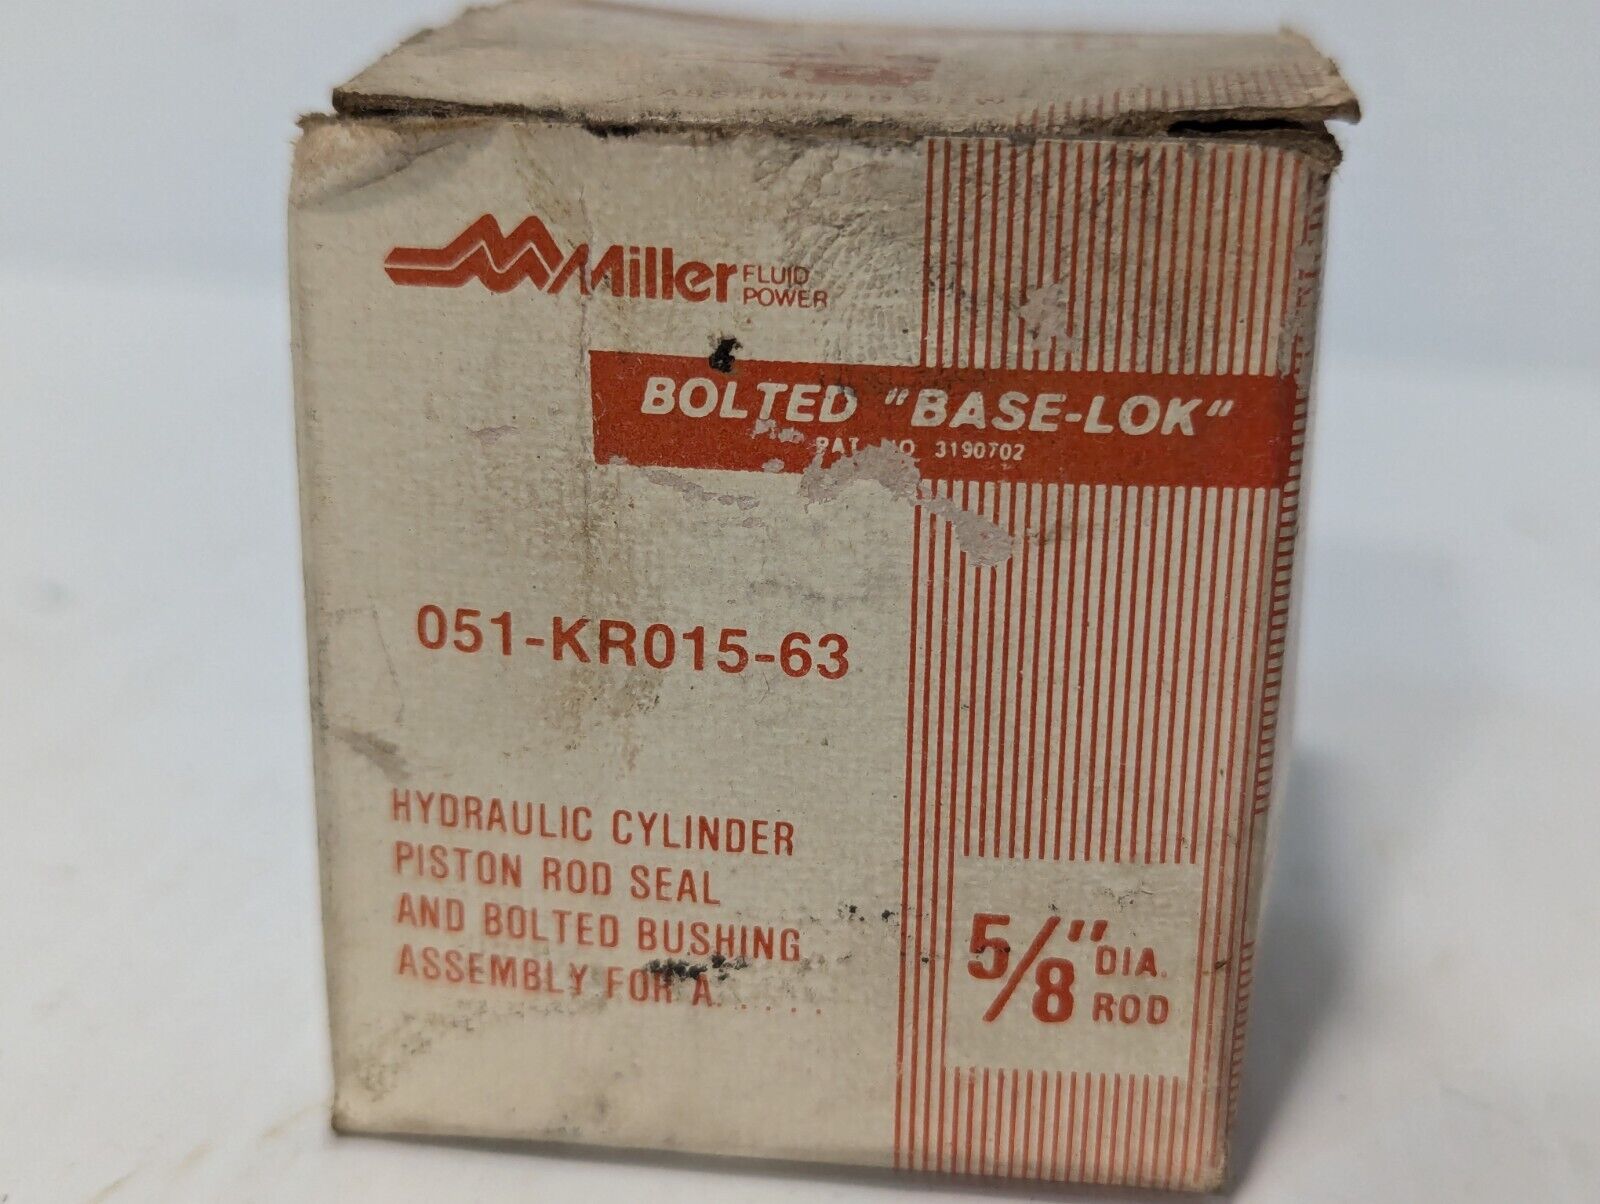 Miller FLUID POWER
BOLTED "BASE-LOK"
PAT NO 3190702
051-KR015-63
HYDRAULIC CYLINDER
PISTON ROD SEAL
AND BOLTED BUSHING
ASSEMBLY FOR A.....
5/8" DIA. ROD